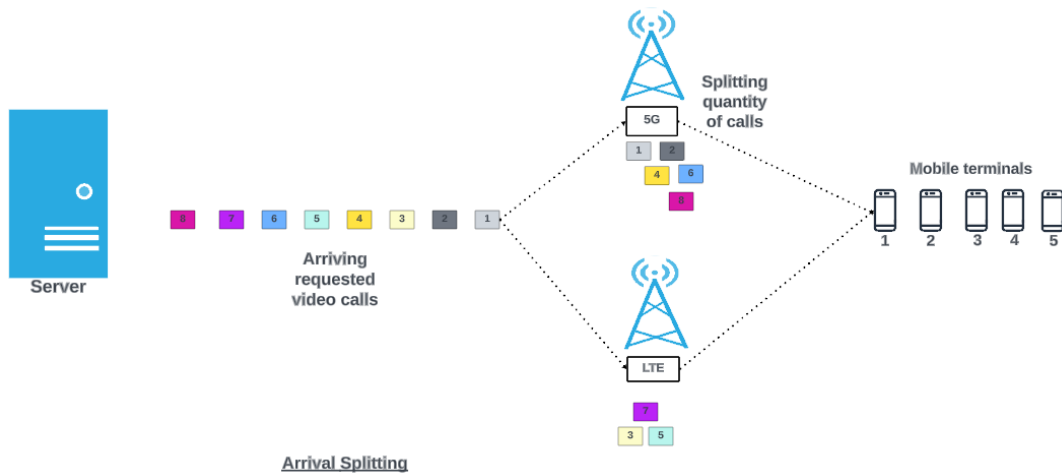 Splitting
quantity
of calls
5G
1 2
4 6
8
Mobile terminals
1 2 3 4 5
8 7 6 5 4 3 2 1
Server
Arriving
requested
video calls
LTE
7
3 5
Arrival Splitting